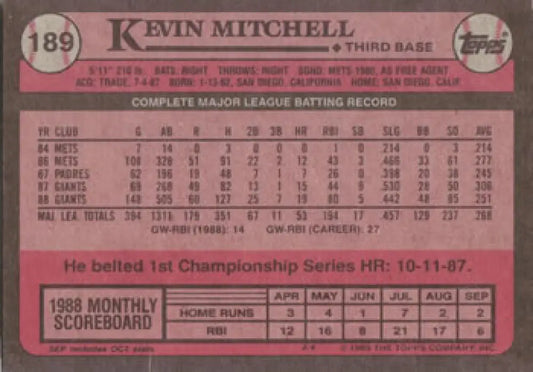 189
KEVIN MITCHELL
THIRD BASE
Topps
5'11" 210 lb. BATS: RIGHT THROWS: RIGHT SGND: METS 1980, AS FREE AGENT
ACQ: TRADE, 7-4-87 BORN: 1-13-62, SAN DIEGO, CALIFORNIA HOME: SAN DIEGO, CALIF.
COMPLETE MAJOR LEAGUE BATTING RECORD
YR CLUB G AB R H 2B 3B HR RBI SB SLG BB SO AVG
84 METS 7 14 0 3 0 0 0 1 0 .214 0 3 .214
86 METS 108 328 51 91 22 2 12 43 3 .466 33 61 .277
87 PADRES 62 196 19 48 7 1 7 26 0 .398 20 38 .245
87 GIANTS 69 268 49 82 13 1 15 44 9 .530 28 50 .306
88 GIANTS 148 505 60 127 25 7 19 80 5 .442 48 85 .251
MAJ. LEA. TOTALS 394 1311 179 351 67 11 53 194 17 .457 129 237 .268
GW-RBI (1988): 14 GW-RBI (CAREER): 27
He belted 1st Championship Series HR: 10-11-87.
1988 MONTHLY SCOREBOARD
APR MAY JUN JUL AUG SEP
HOME RUNS 3 4 1 7 2 2
RBI 12 16 8 21 17 6
SEP includes OCT stats © 1989 THE TOPPS COMPANY, INC.